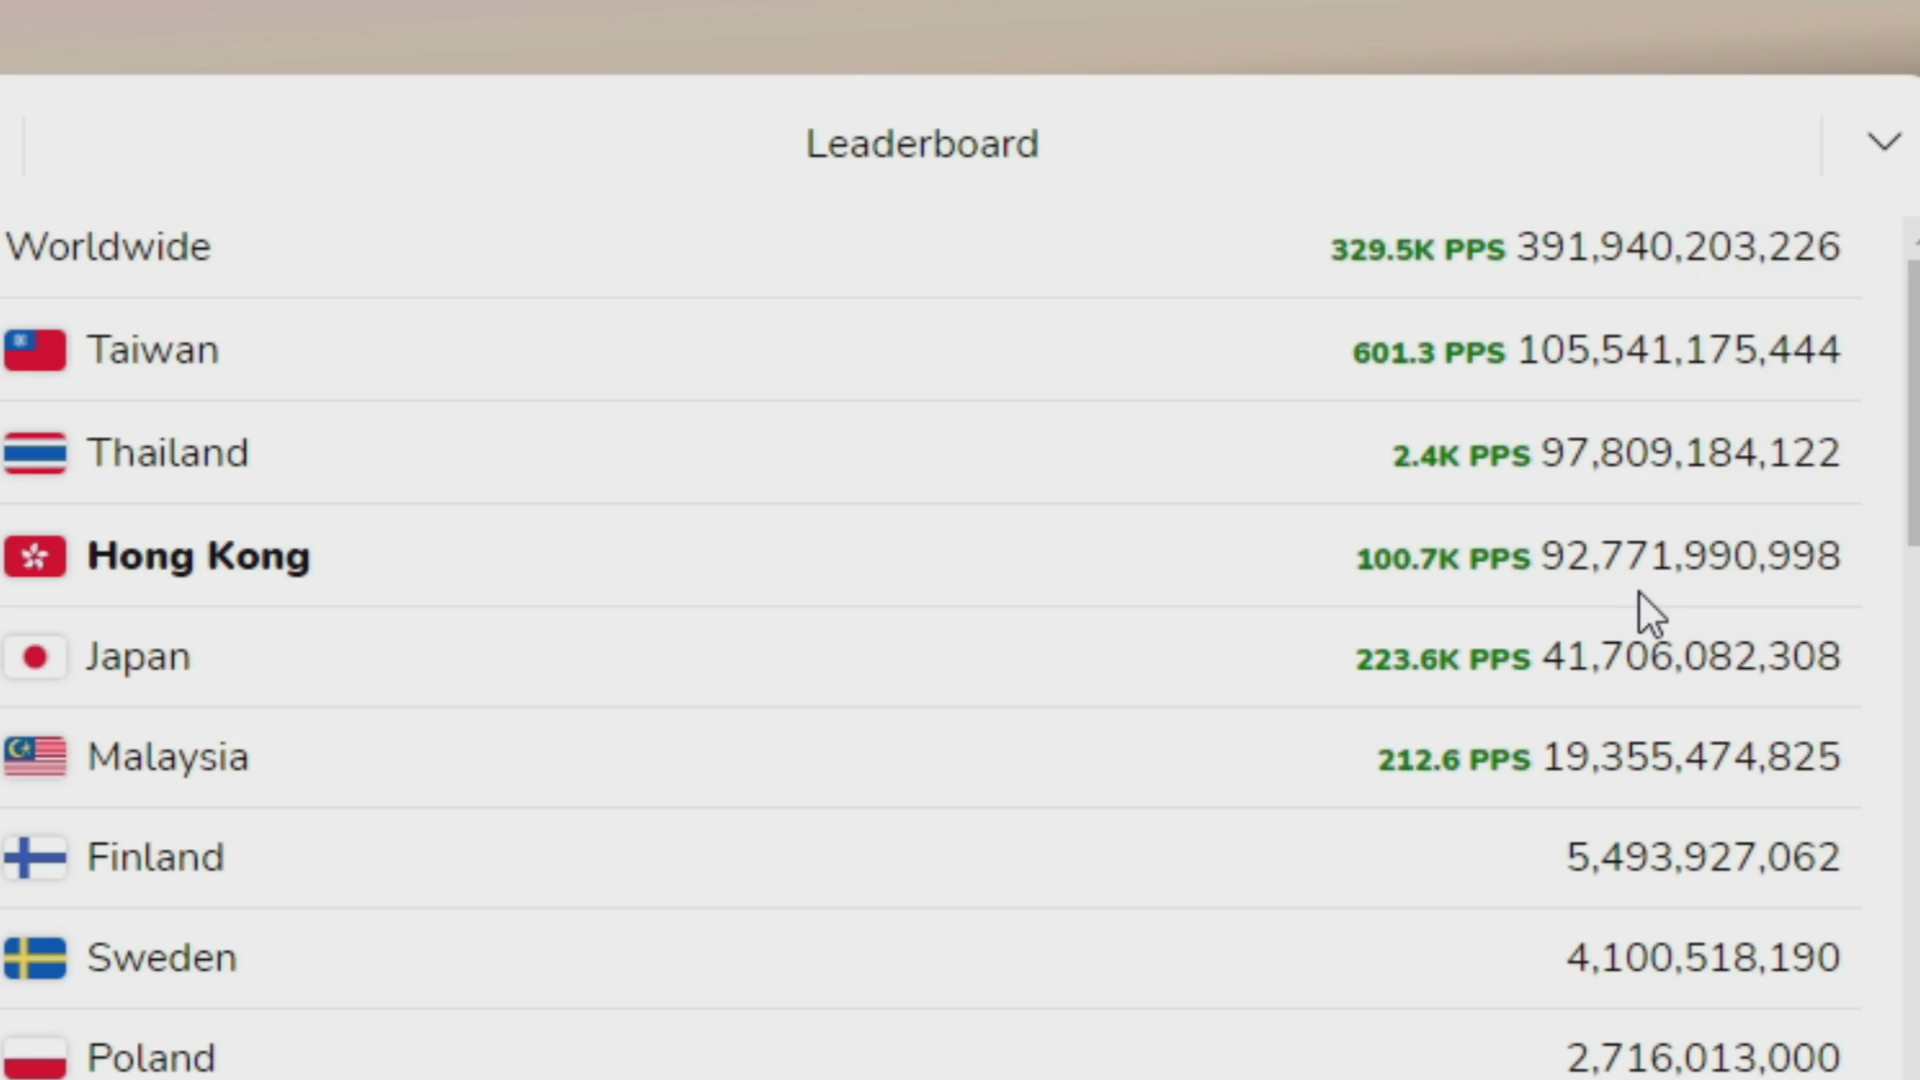 Leaderboard
Worldwide 329.5K PPS 391,940,203,226
Taiwan 601.3 PPS 105,541,175,444
Thailand 2.4K PPS 97,809,184,122
Hong Kong 100.7K PPS 92,771,990,998
Japan 223.6K PPS 41,706,082,308
Malaysia 212.6 PPS 19,355,474,825
Finland 5,493,927,062
Sweden 4,100,518,190
Poland 2,716,013,000